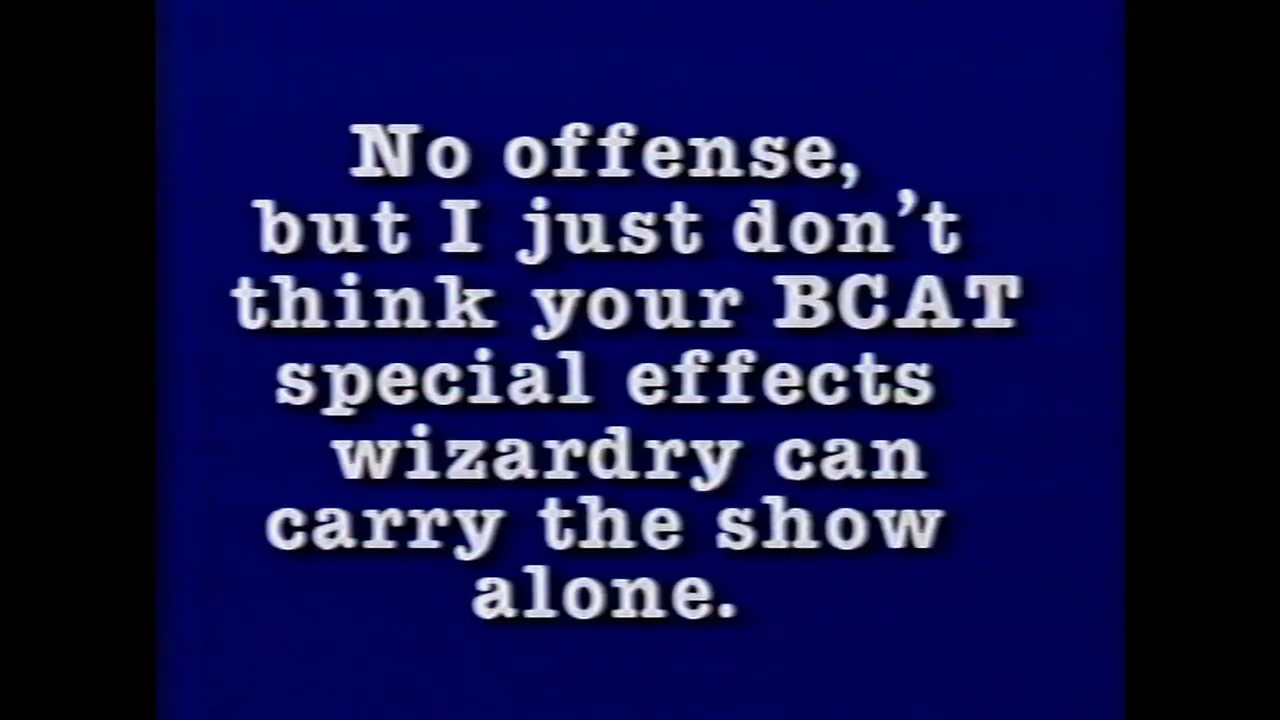 No offense,
but I just don't
think your BCAT
special effects
wizardry can
carry the show
alone.